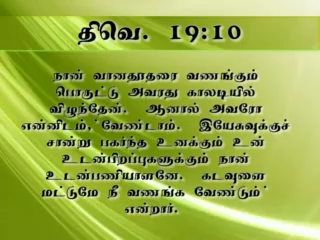 திவெ. 19:10
நான் வானதூதரை வணங்கும்
பொருட்டு அவரது காலடியில்
விழுந்தேன். ஆனால் அவரோ
என்னிடம்,'வேண்டாம். இயேசுவுக்குச்
சான்று பகர்ந்த உனக்கும் உன்
உடன்பிறப்புகளுக்கும் நான்
உடன்பணியாளனே. கடவுளை
மட்டுமே நீ வணங்க வேண்டும்'
என்றார்.